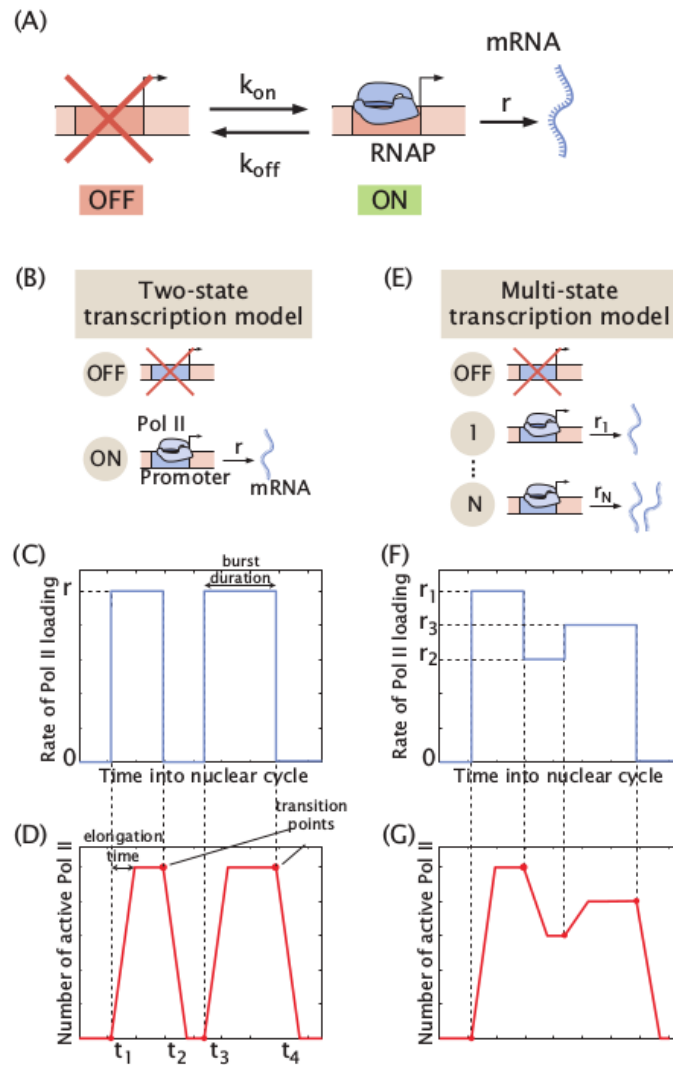 (A)
mRNA
k_on
r
k_off
RNAP
OFF
ON
(B)
Two-state
transcription model
OFF
Pol II
ON
r
Promoter
mRNA
(E)
Multi-state
transcription model
OFF
1
r_1
N
r_N
(C)
burst
duration
r
Rate of Pol II loading
0
Time into nuclear cycle
(F)
r_1
r_3
r_2
Rate of Pol II loading
0
Time into nuclear cycle
(D)
elongation
time
transition
points
Number of active Pol II
t_1 t_2 t_3 t_4
(G)
Number of active Pol II